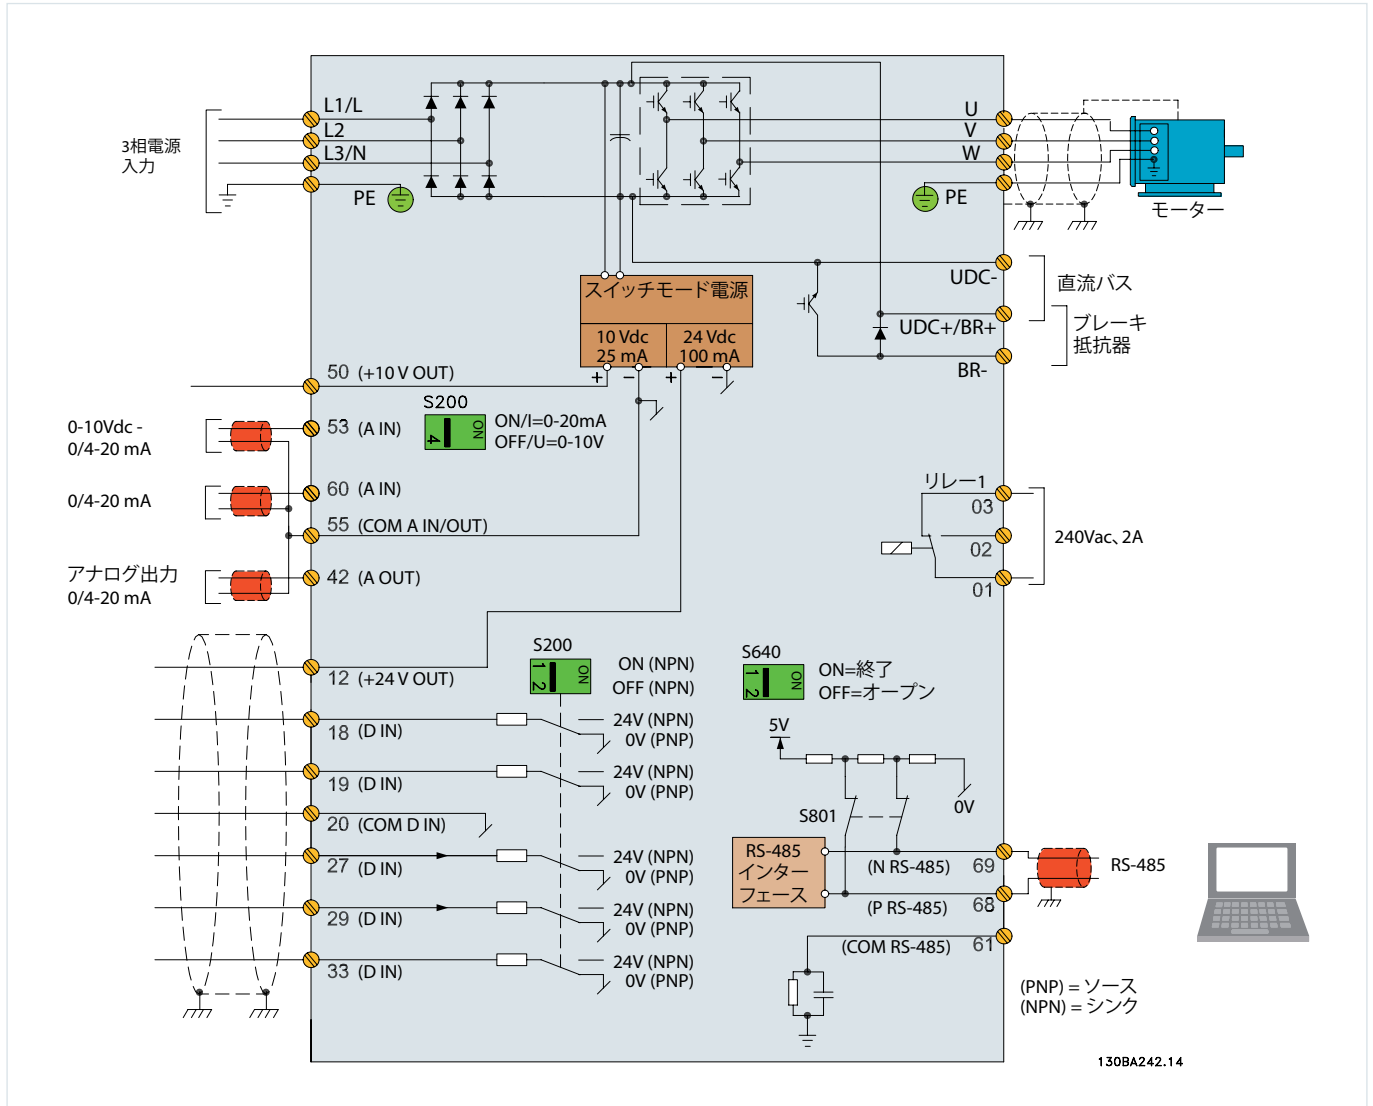 3相電源
入力
L1/L
L2
L3/N
PE
U
V
W
PE
モーター
スイッチモード電源
10 Vdc
25 mA
24 Vdc
100 mA
+
−
+
−
UDC-
UDC+/BR+
BR-
直流バス
ブレーキ
抵抗器
50 (+10 V OUT)
0-10Vdc -
0/4-20 mA
53 (A IN)
S200
4
ON
ON/I=0-20mA
OFF/U=0-10V
0/4-20 mA
60 (A IN)
55 (COM A IN/OUT)
アナログ出力
0/4-20 mA
42 (A OUT)
リレー1
03
02
01
240Vac、2A
12 (+24 V OUT)
S200
1 2
ON
ON (NPN)
OFF (NPN)
S640
1 2
ON
ON=終了
OFF=オープン
18 (D IN)
24V (NPN)
0V (PNP)
19 (D IN)
24V (NPN)
0V (PNP)
20 (COM D IN)
27 (D IN)
24V (NPN)
0V (PNP)
29 (D IN)
24V (NPN)
0V (PNP)
33 (D IN)
24V (NPN)
0V (PNP)
5V
0V
S801
RS-485
インター
フェース
(N RS-485) 69
(P RS-485) 68
(COM RS-485) 61
RS-485
(PNP) = ソース
(NPN) = シンク
130BA242.14